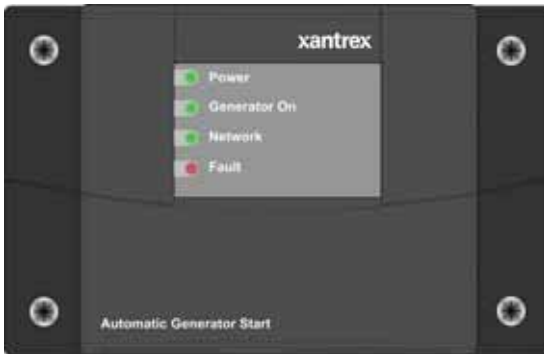 xantrex
Power
Generator On
Network
Fault
Automatic Generator Start